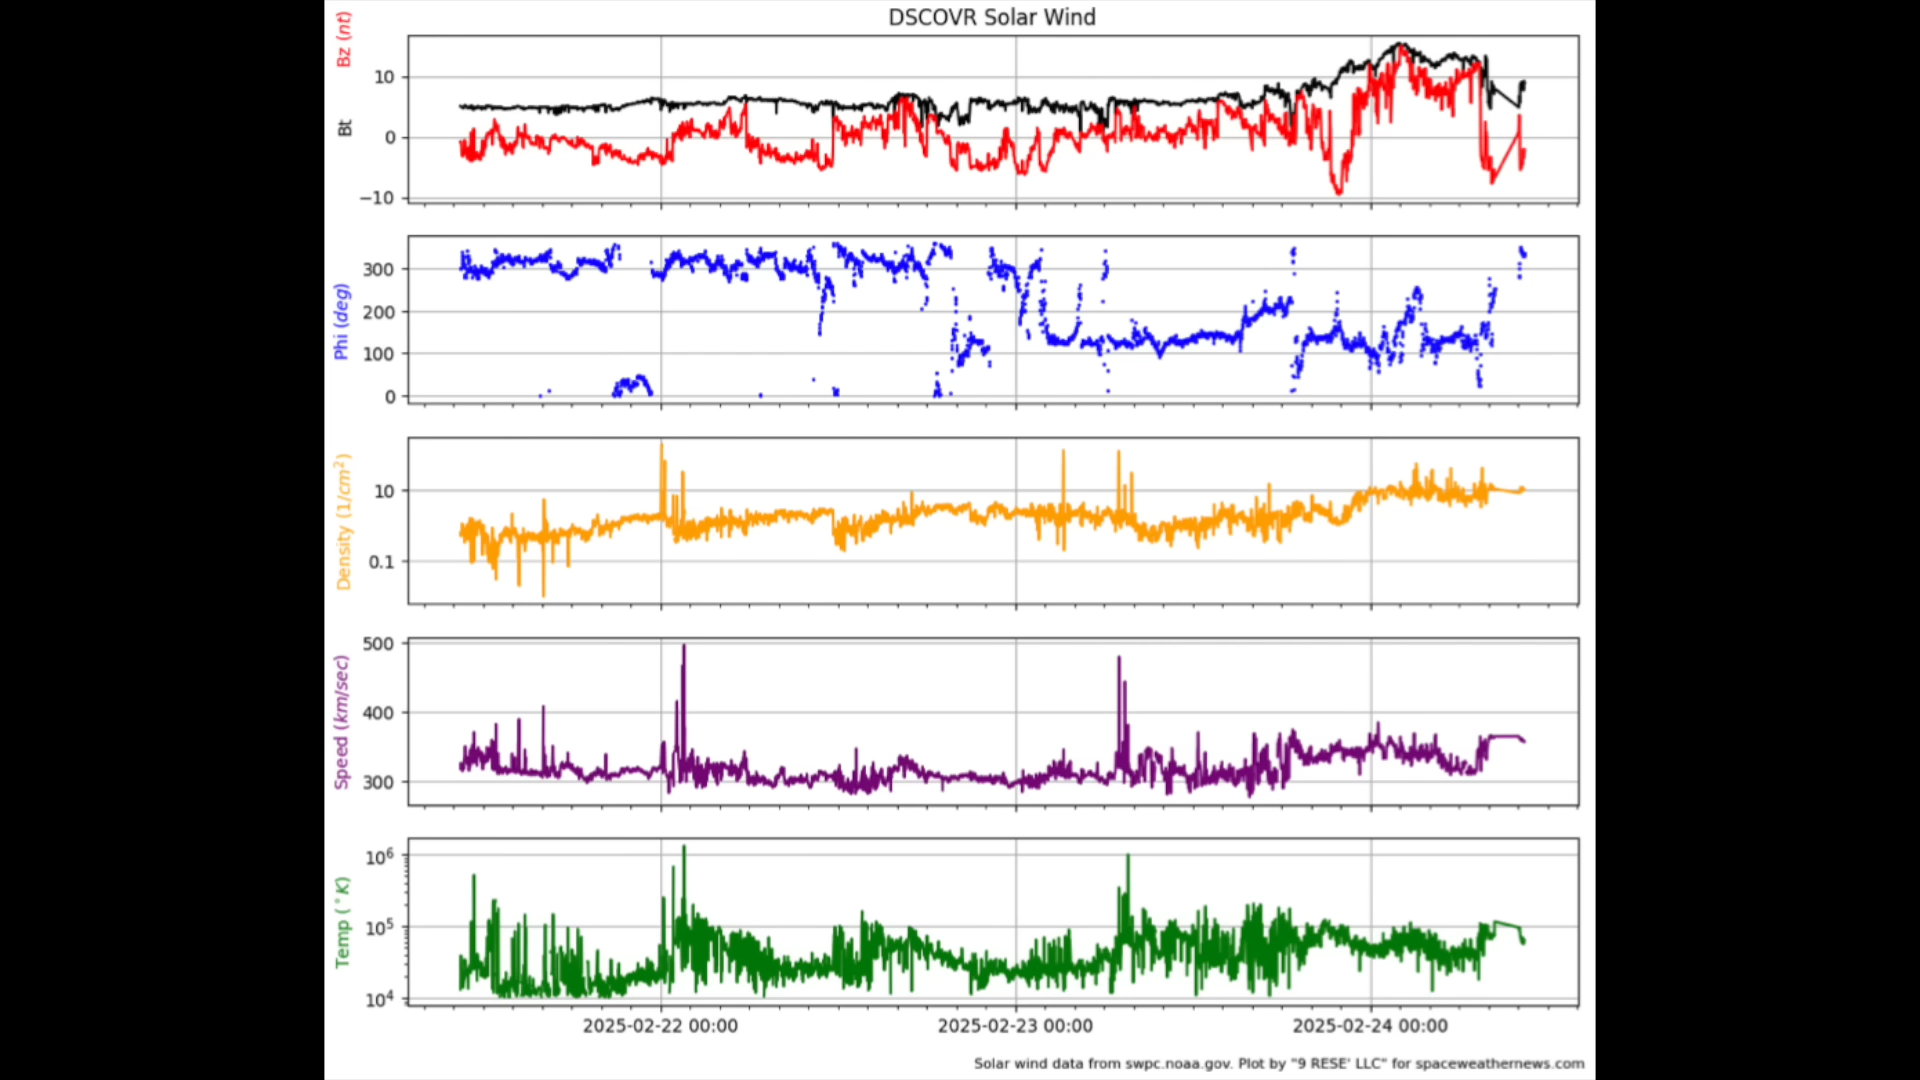 DSCOVR Solar Wind
Bz (nt)
Bt
10
0
−10
Phi (deg)
300
200
100
0
Density (1/cm²)
10
0.1
Speed (km/sec)
500
400
300
Temp (°K)
10⁶
10⁵
10⁴
2025-02-22 00:00
2025-02-23 00:00
2025-02-24 00:00
Solar wind data from swpc.noaa.gov. Plot by "9 RESE' LLC" for spaceweathernews.com